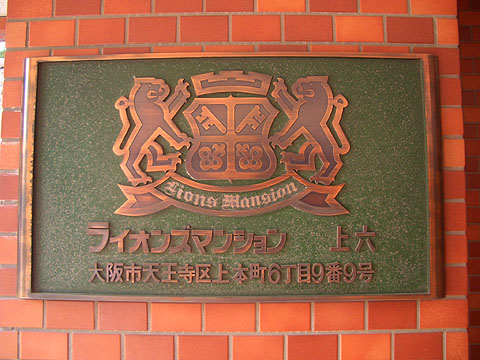 Lions Mansion
ライオンズマンション 上六
大阪市天王寺区上本町6丁目9番9号